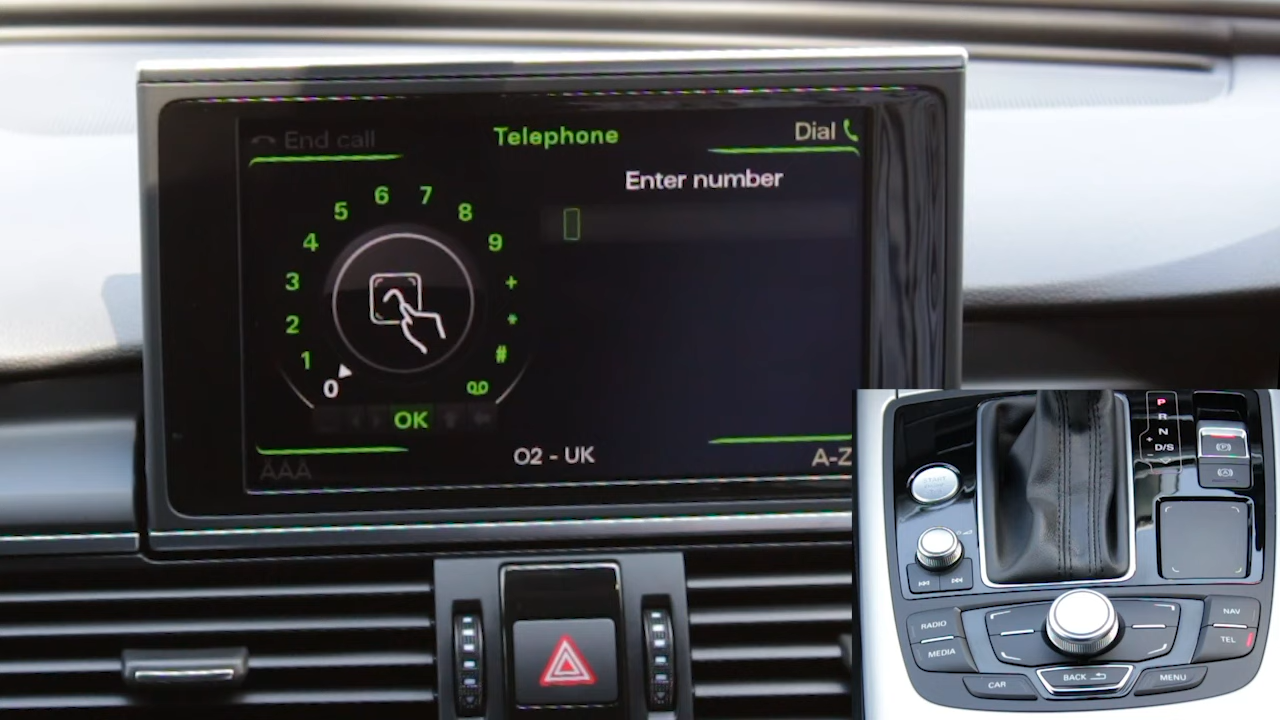 End call
Telephone
Dial
Enter number
6 7
5 8
4 9
3 +
2 *
1 #
0
OK
O2 - UK
A-Z
ÄÀÂ
P
R
N
D/S
+
-
RADIO
MEDIA
NAV
TEL
CAR
BACK
MENU